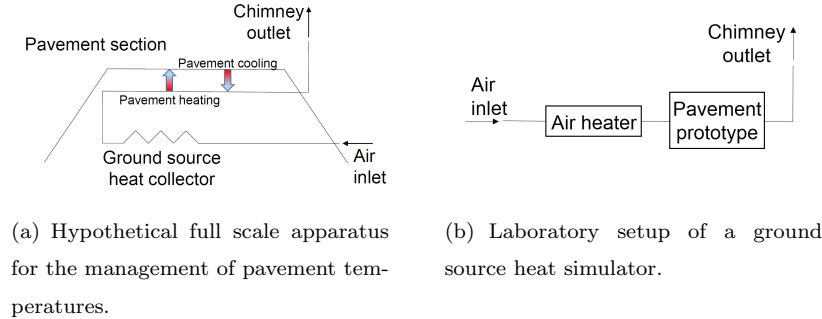 Chimney
outlet
Pavement section
Pavement cooling
Pavement heating
Ground source
heat collector
Air
inlet
(a) Hypothetical full scale apparatus
for the management of pavement tem-
peratures.
Chimney
outlet
Air
inlet
Air heater
Pavement
prototype
(b) Laboratory setup of a ground
source heat simulator.